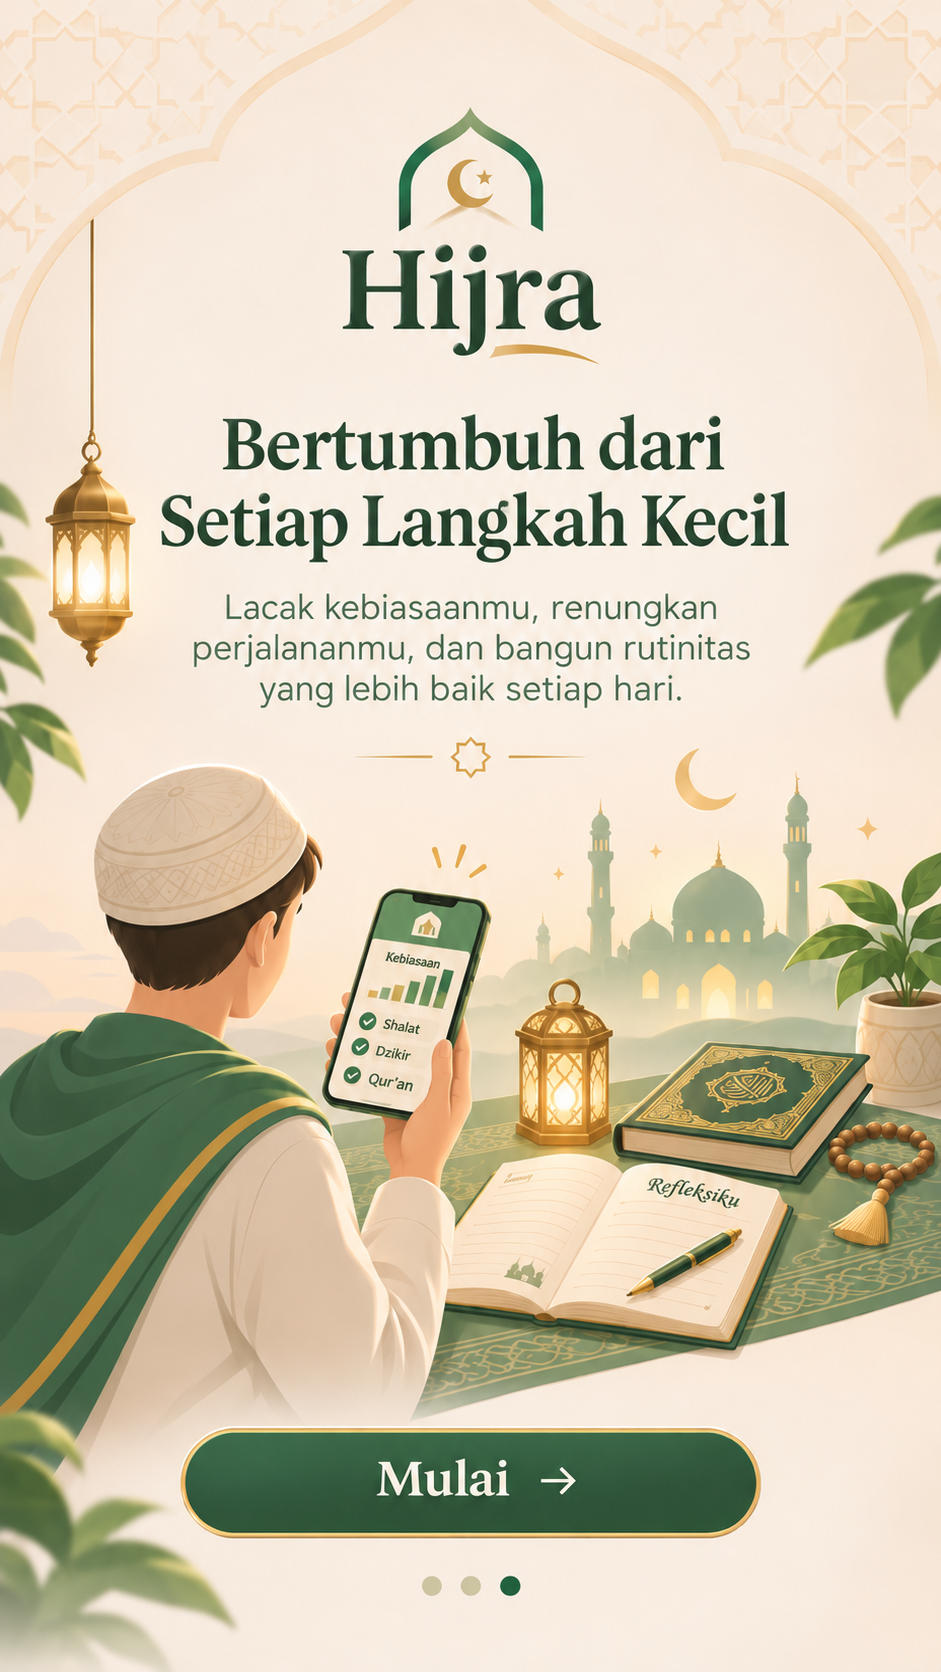 Hijra
Bertumbuh dari
Setiap Langkah Kecil
Lacak kebiasaanmu, renungkan
perjalananmu, dan bangun rutinitas
yang lebih baik setiap hari.
Kebiasaan
Shalat
Dzikir
Qur'an
Refleksiku
Mulai →